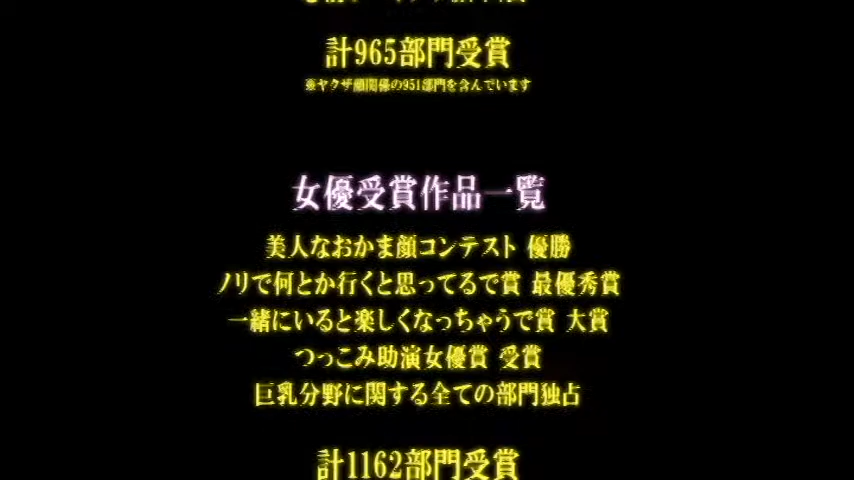 計965部門受賞
※ヤクザ顔関係の951部門を含んでいます
女優受賞作品一覧
美人なおかま顔コンテスト 優勝
ノリで何とか行くと思ってるで賞 最優秀賞
一緒にいると楽しくなっちゃうで賞 大賞
つっこみ助演女優賞 受賞
巨乳分野に関する全ての部門独占
計1162部門受賞